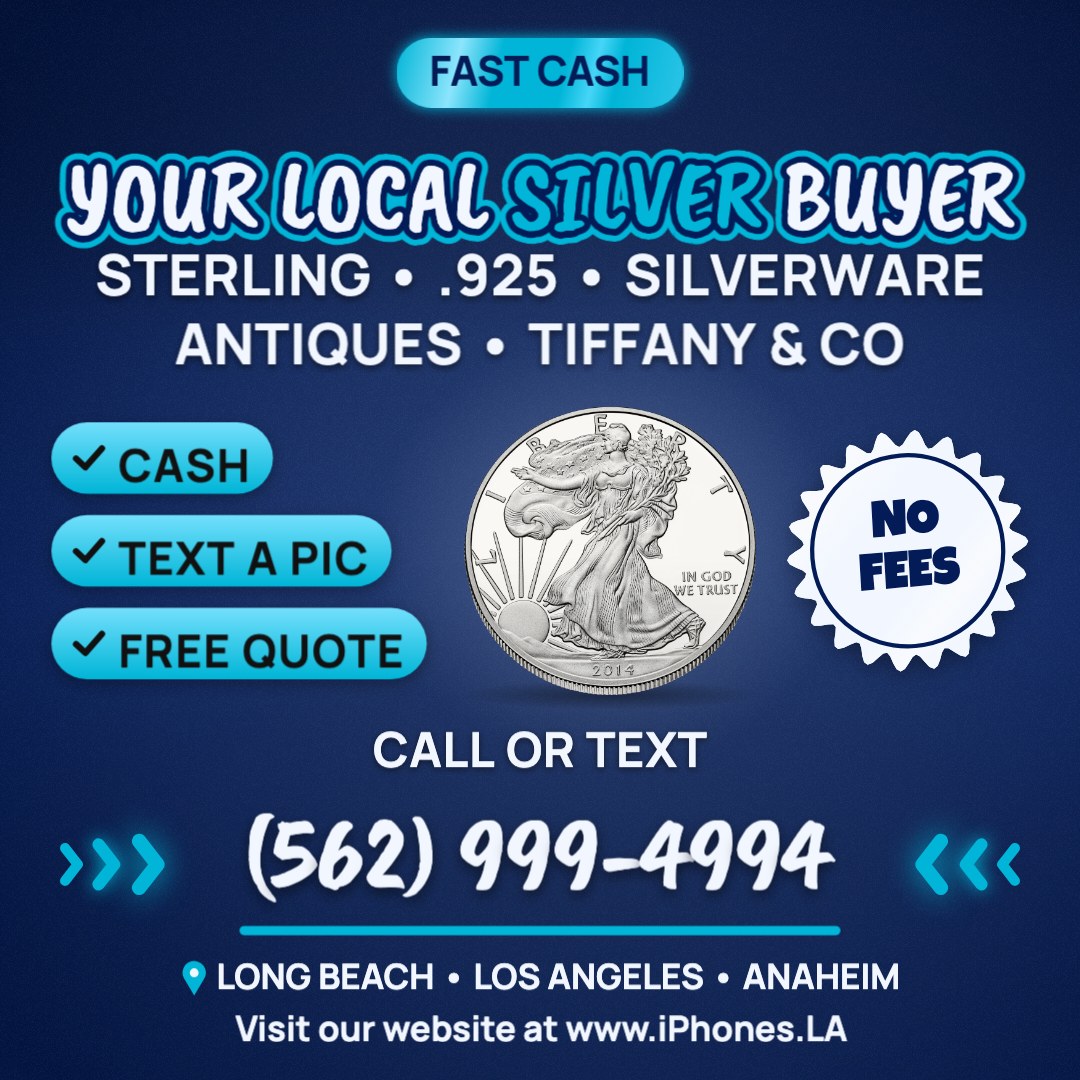 FAST CASH
YOUR LOCAL SILVER BUYER
STERLING • .925 • SILVERWARE
ANTIQUES • TIFFANY & CO
CASH
TEXT A PIC
FREE QUOTE
LIBERTY
IN GOD
WE TRUST
2014
NO
FEES
CALL OR TEXT
(562) 999-4994
LONG BEACH • LOS ANGELES • ANAHEIM
Visit our website at www.iPhones.LA